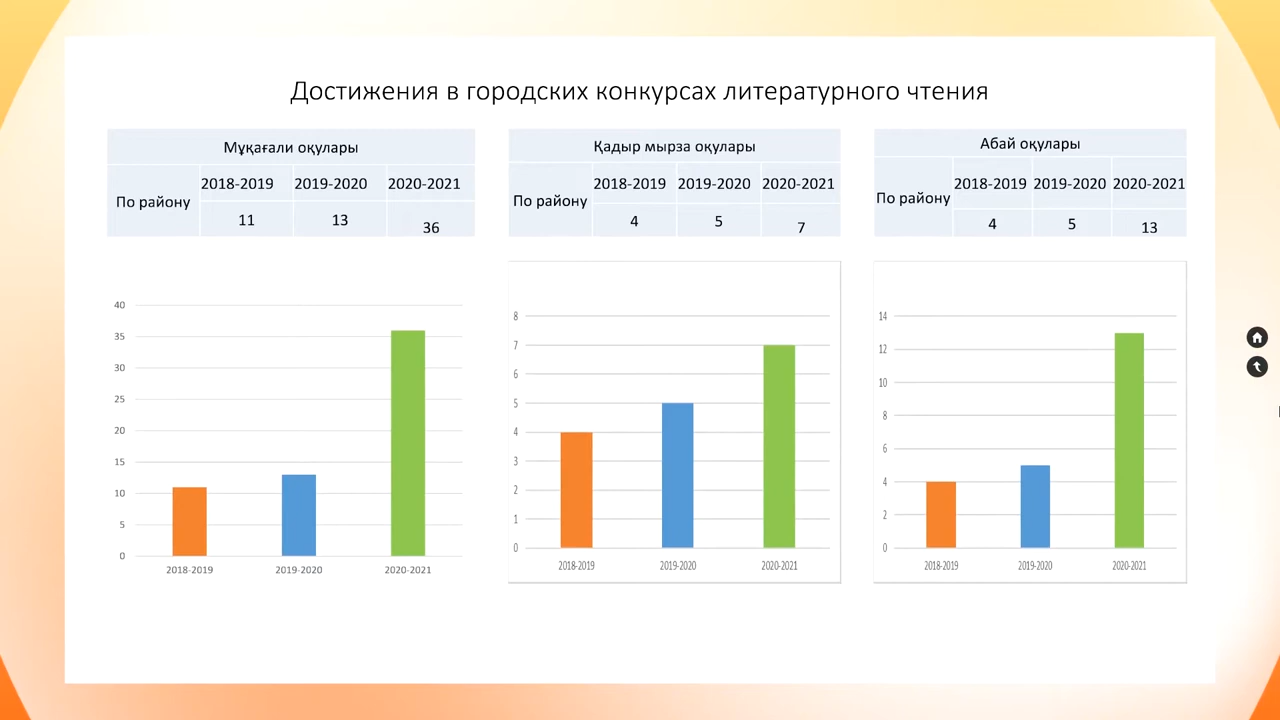 Достижения в городских конкурсах литературного чтения
Мұқағали оқулары
По району
2018-2019 2019-2020 2020-2021
11 13 36
Қадыр мырза оқулары
По району
2018-2019 2019-2020 2020-2021
4 5 7
Абай оқулары
По району
2018-2019 2019-2020 2020-2021
4 5 13
40
35
30
25
20
15
10
5
0
2018-2019 2019-2020 2020-2021
8
7
6
5
4
3
2
1
0
2018-2019 2019-2020 2020-2021
14
12
10
8
6
4
2
0
2018-2019 2019-2020 2020-2021